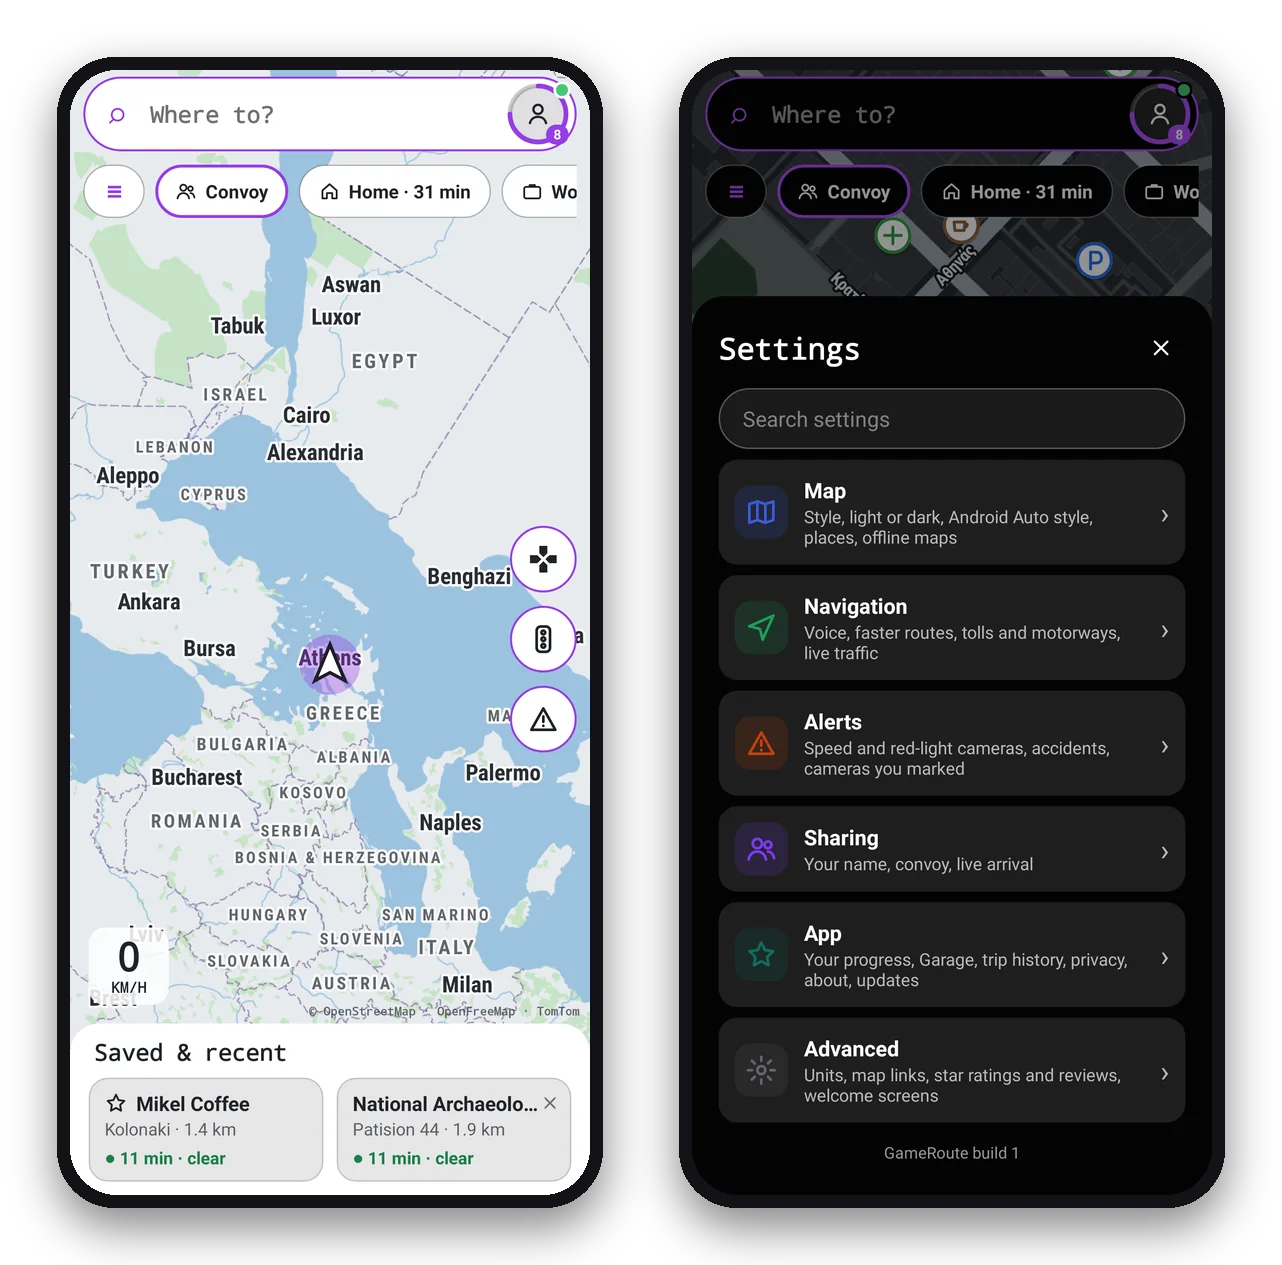 Where to?
8
Convoy
Home · 31 min
Wo
Aswan
Luxor
Tabuk
EGYPT
ISRAEL
Cairo
LEBANON
Alexandria
Aleppo
CYPRUS
TURKEY
Benghazi
Ankara
a
Bursa
Athens
GREECE
MA
BULGARIA
ALBANIA
Bucharest
Palermo
KOSOVO
ROMANIA
Naples
SERBIA
BOSNIA & HERZEGOVINA
HUNGARY
SAN MARINO
Lviv
SLOVENIA
ITALY
0
SLOVAKIA
KM/H
AUSTRIA
Milan
Brest
© OpenStreetMap · OpenFreeMap · TomTom
Saved & recent
Mikel Coffee
Kolonaki · 1.4 km
11 min · clear
National Archaeolo...
Patision 44 · 1.9 km
11 min · clear
Where to?
8
Convoy
Home · 31 min
Wo
P
Κρατ
Αθηνάς
Settings
Search settings
Map
Style, light or dark, Android Auto style,
places, offline maps
Navigation
Voice, faster routes, tolls and motorways,
live traffic
Alerts
Speed and red-light cameras, accidents,
cameras you marked
Sharing
Your name, convoy, live arrival
App
Your progress, Garage, trip history, privacy,
about, updates
Advanced
Units, map links, star ratings and reviews,
welcome screens
GameRoute build 1